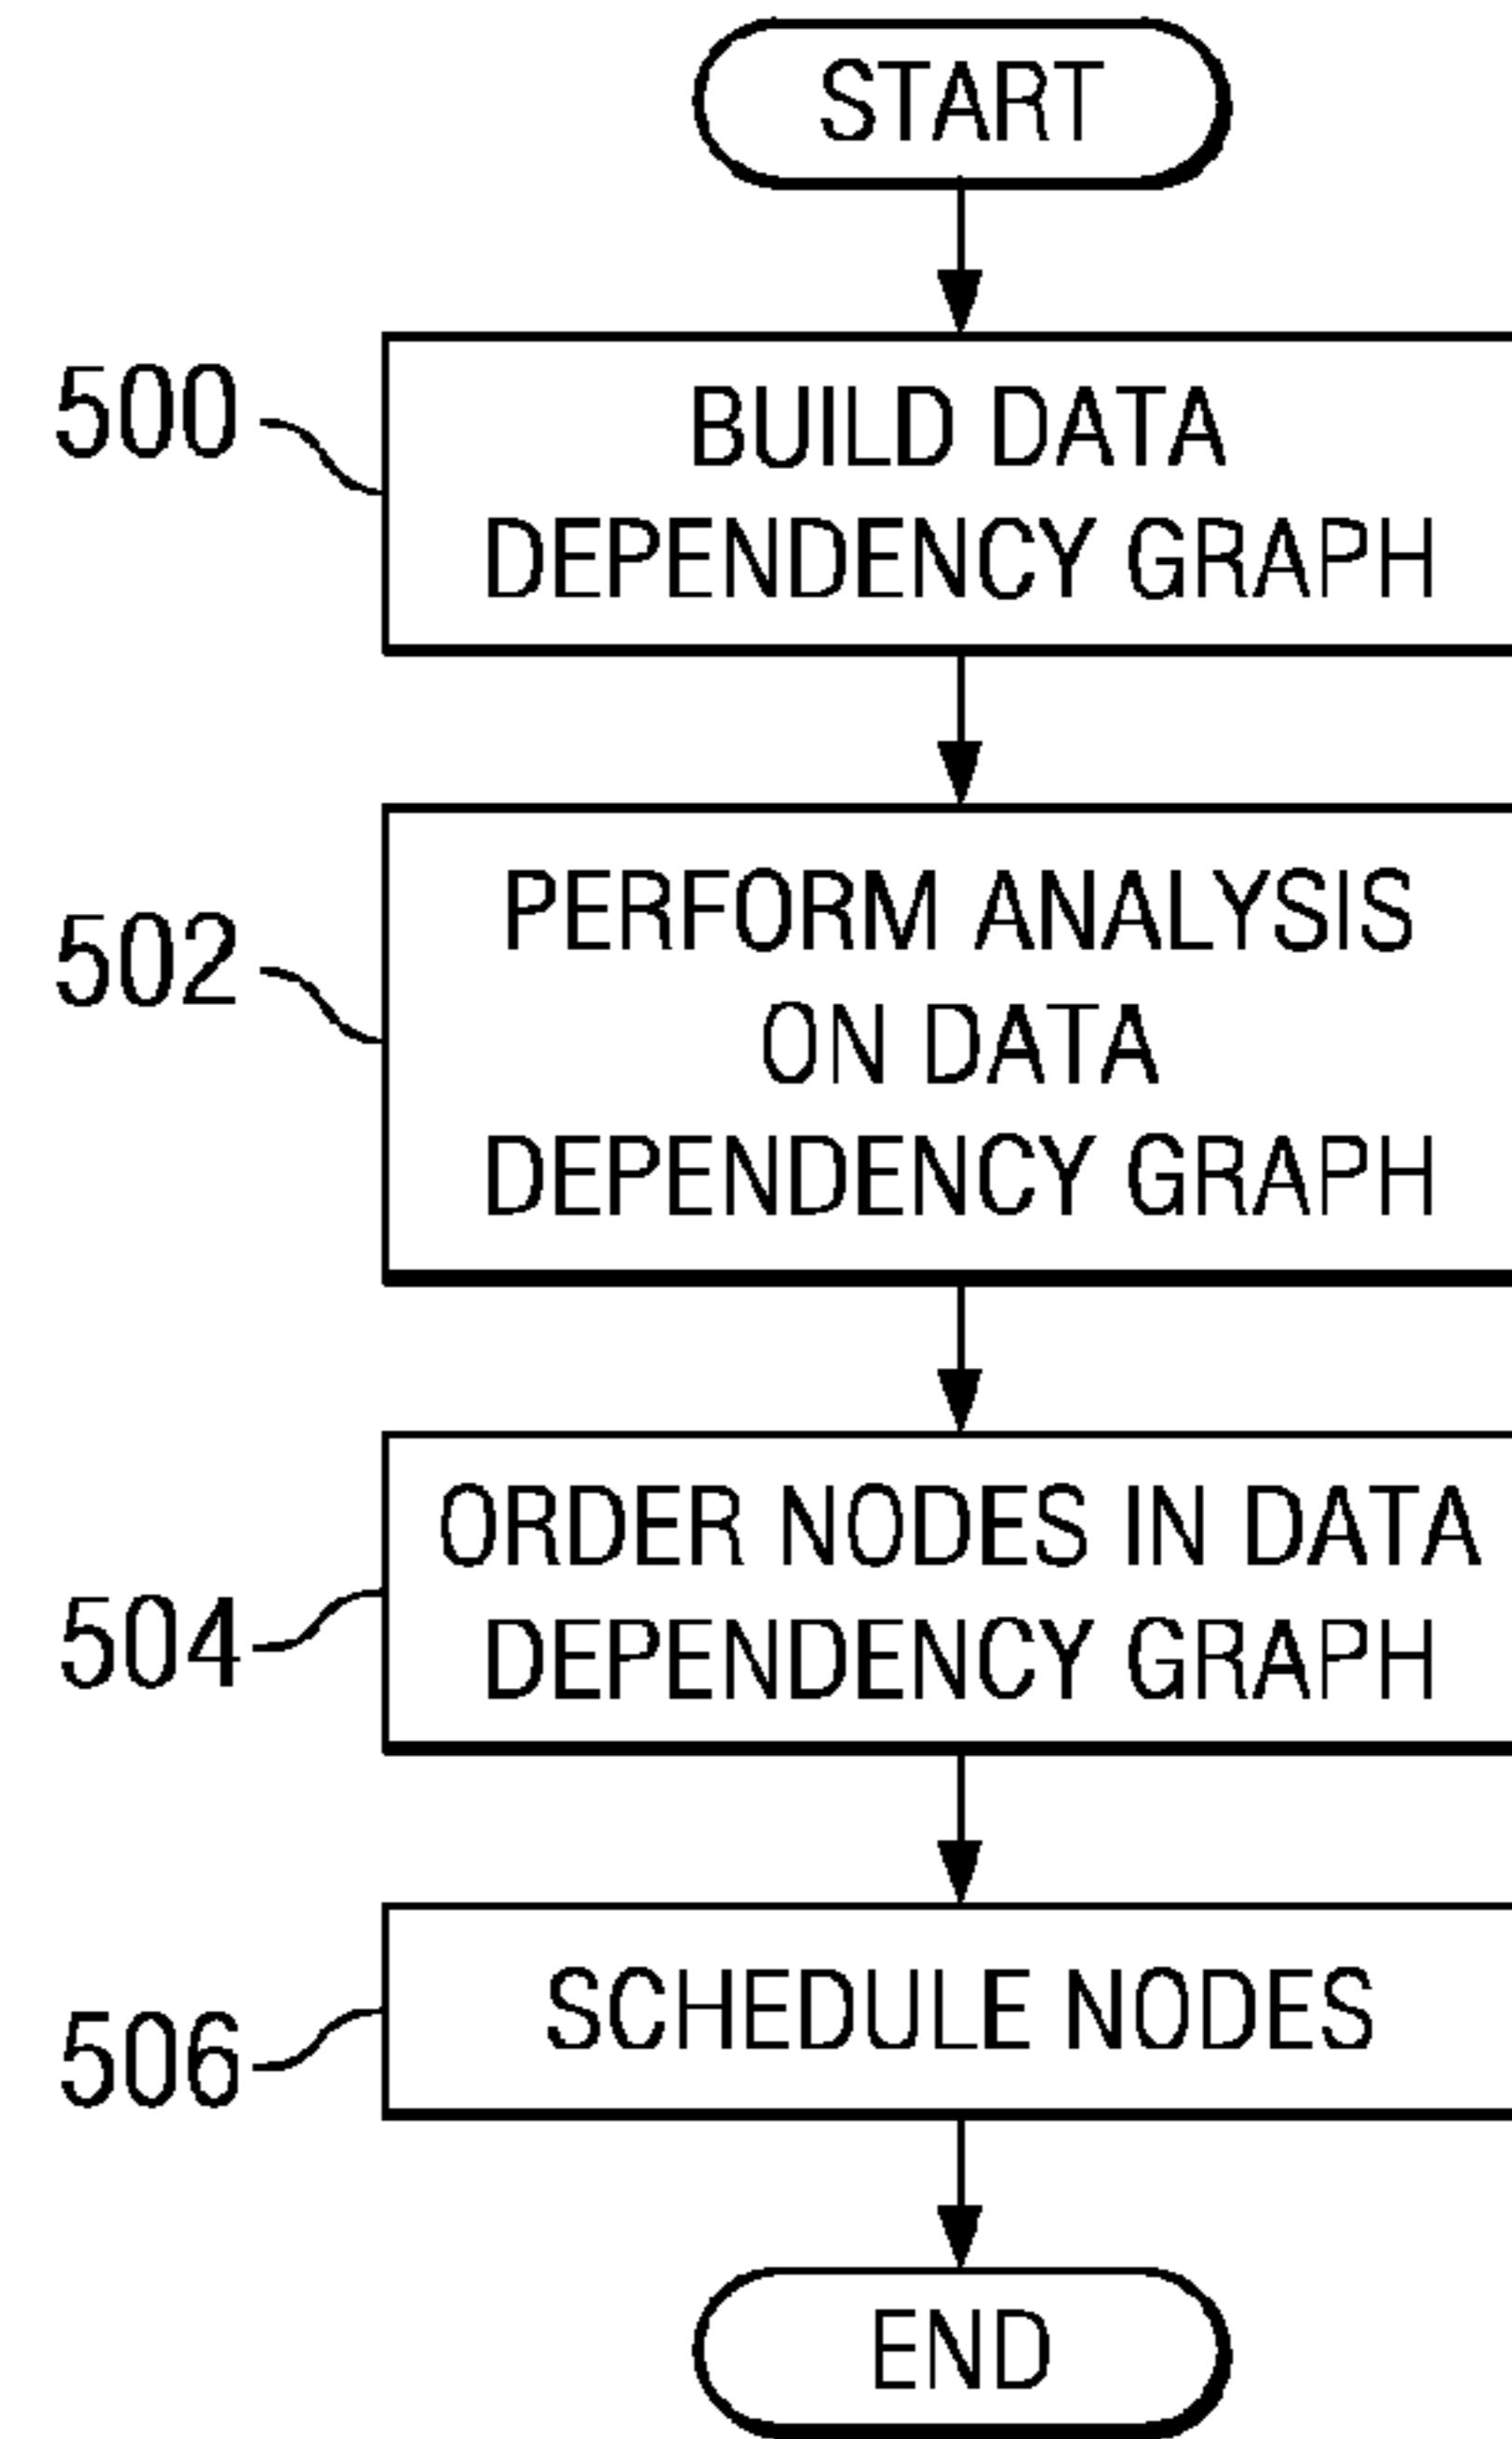 START
500
BUILD DATA
DEPENDENCY GRAPH
502
PERFORM ANALYSIS
ON DATA
DEPENDENCY GRAPH
504
ORDER NODES IN DATA
DEPENDENCY GRAPH
506
SCHEDULE NODES
END